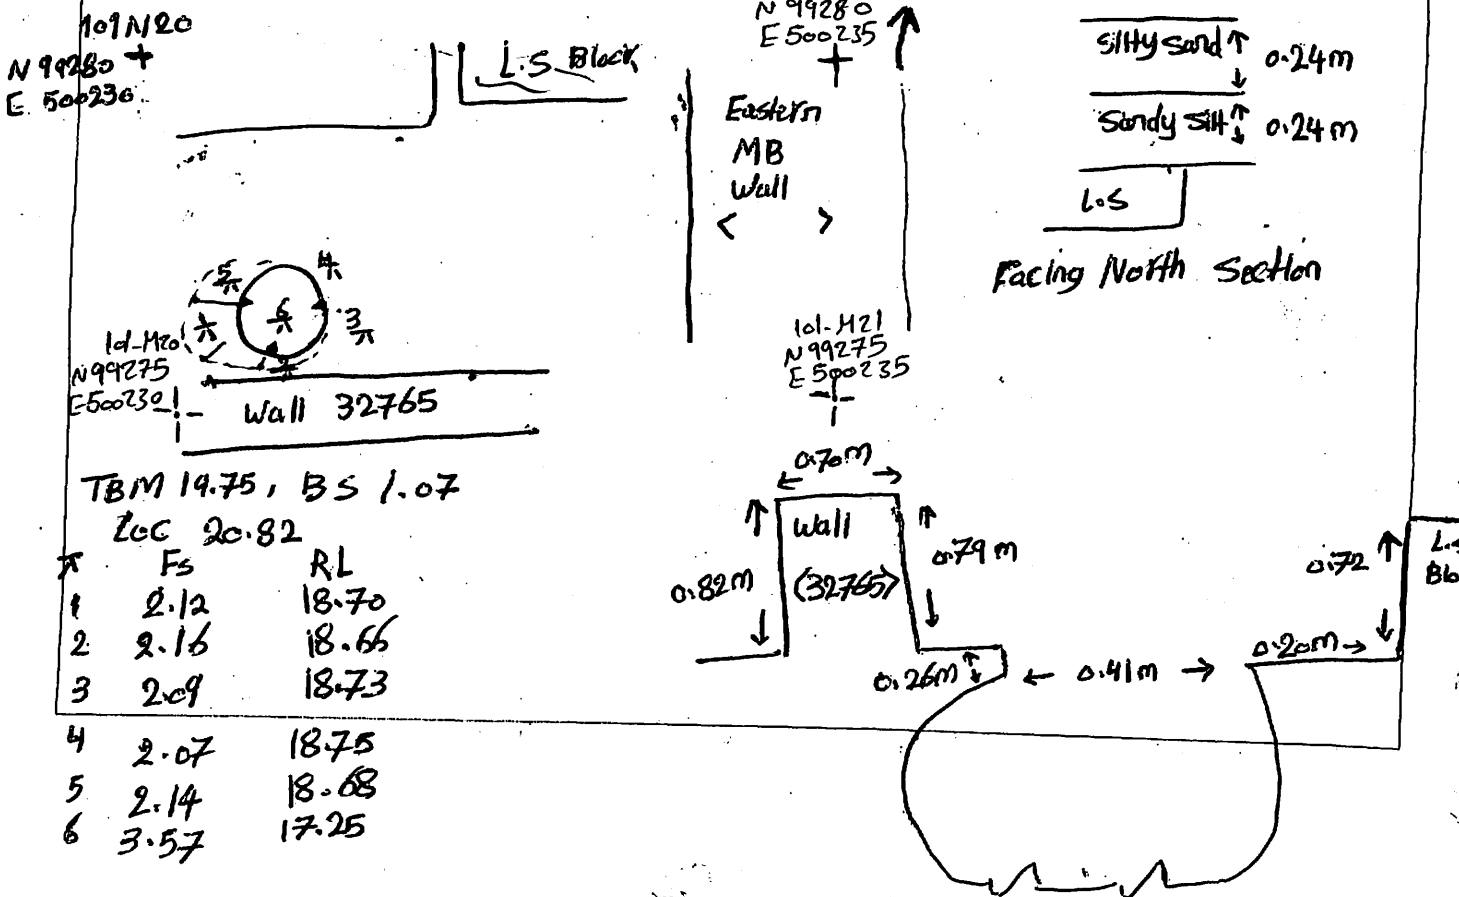 101N20
N 99280
E 500230
L.S Block
N 99280
E 500235
Eastern
MB
Wall
Silty Sand 0.24m
Sandy Silt 0.24m
L.S
Facing North Section
5
4
6
3
1
2
101-M20
N99275
E500230
Wall 32765
101-M21
N99275
E500235
TBM 19.75, BS 1.07
20.82
Fs RL
1 2.12 18.70
2 2.16 18.66
3 2.09 18.73
4 2.07 18.75
5 2.14 18.68
6 3.57 17.25
0.70m
Wall
(32765)
0.82m
0.79m
0.26m
0.41m
0.20m
0.72
L.S